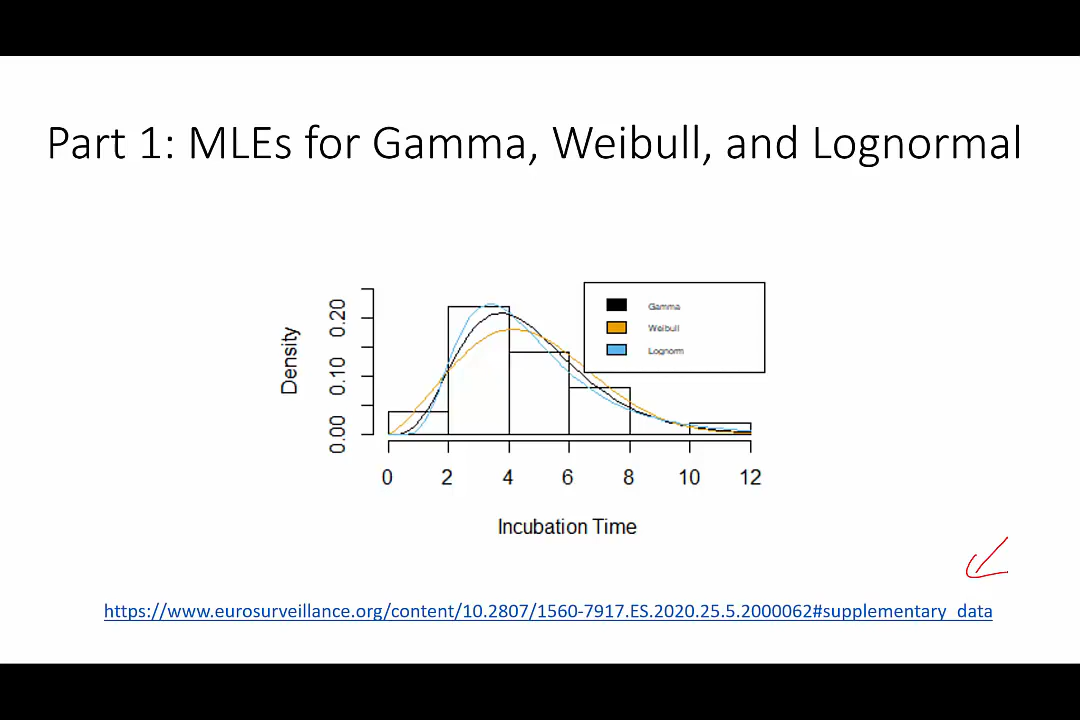 Part 1: MLEs for Gamma, Weibull, and Lognormal
Density
0.00 0.10 0.20
Gamma
Weibull
Lognorm
0 2 4 6 8 10 12
Incubation Time
https://www.eurosurveillance.org/content/10.2807/1560-7917.ES.2020.25.5.2000062#supplementary_data